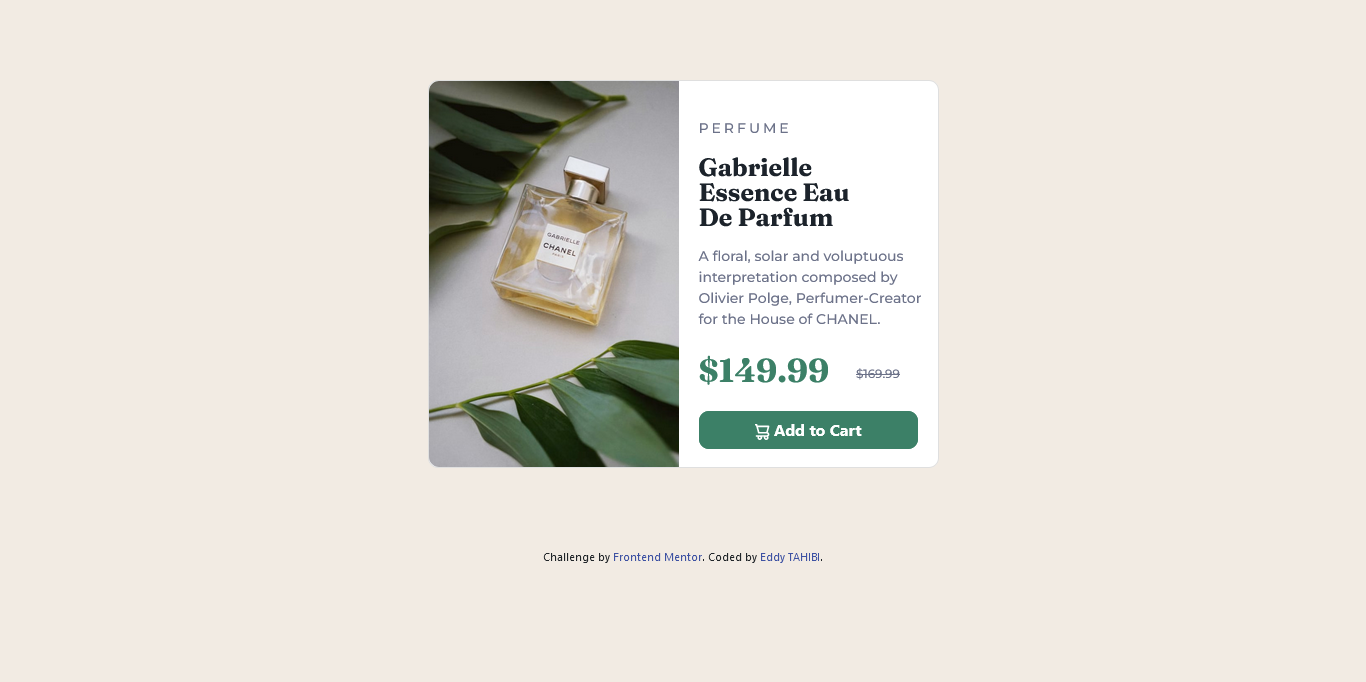 GABRIELLE
CHANEL
PARIS
PERFUME
Gabrielle
Essence Eau
De Parfum
A floral, solar and voluptuous
interpretation composed by
Olivier Polge, Perfumer-Creator
for the House of CHANEL.
$149.99 $169.99
Add to Cart
Challenge by Frontend Mentor. Coded by Eddy TAHIBI.